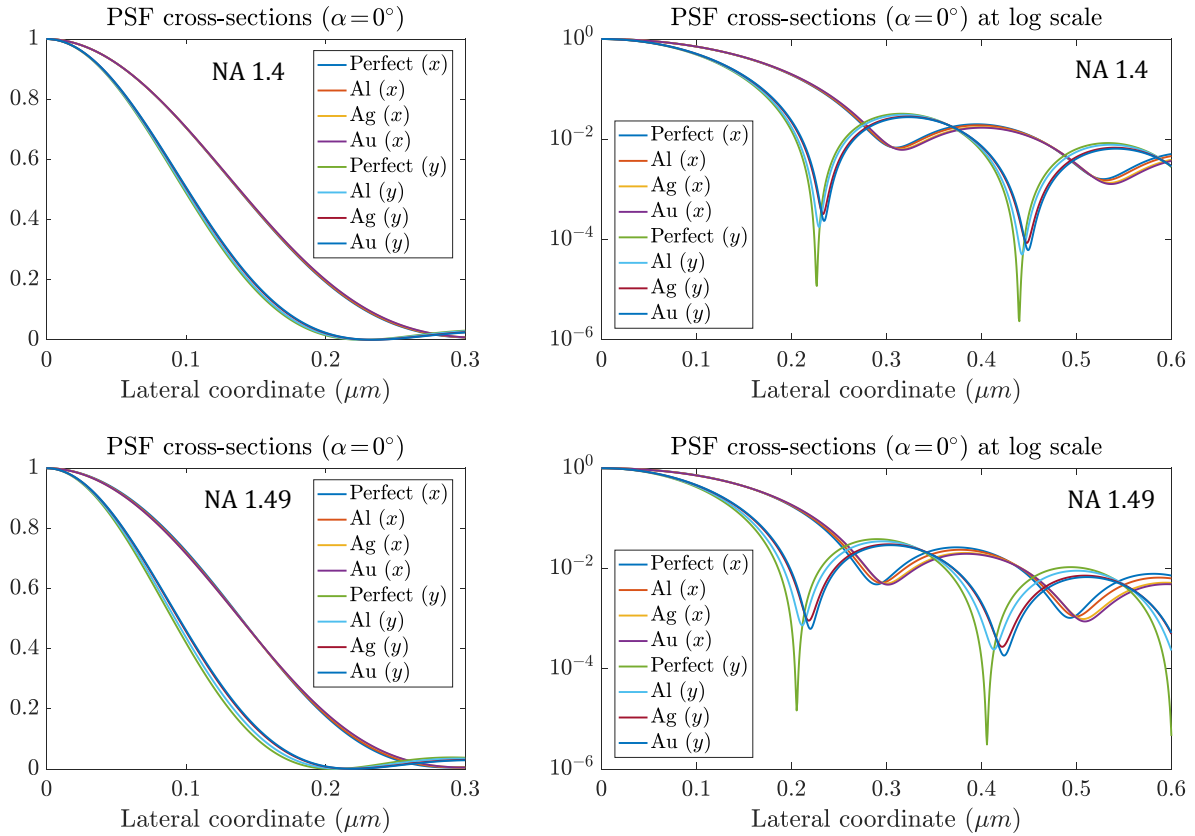 PSF cross-sections (α=0°)
1
0.8
0.6
0.4
0.2
0
NA 1.4
Perfect (x)
Al (x)
Ag (x)
Au (x)
Perfect (y)
Al (y)
Ag (y)
Au (y)
0 0.1 0.2 0.3
Lateral coordinate (μm)
PSF cross-sections (α=0°) at log scale
10⁰
10⁻²
10⁻⁴
10⁻⁶
NA 1.4
Perfect (x)
Al (x)
Ag (x)
Au (x)
Perfect (y)
Al (y)
Ag (y)
Au (y)
0 0.1 0.2 0.3 0.4 0.5 0.6
Lateral coordinate (μm)
PSF cross-sections (α=0°)
1
0.8
0.6
0.4
0.2
0
NA 1.49
Perfect (x)
Al (x)
Ag (x)
Au (x)
Perfect (y)
Al (y)
Ag (y)
Au (y)
0 0.1 0.2 0.3
Lateral coordinate (μm)
PSF cross-sections (α=0°) at log scale
10⁰
10⁻²
10⁻⁴
10⁻⁶
NA 1.49
Perfect (x)
Al (x)
Ag (x)
Au (x)
Perfect (y)
Al (y)
Ag (y)
Au (y)
0 0.1 0.2 0.3 0.4 0.5 0.6
Lateral coordinate (μm)